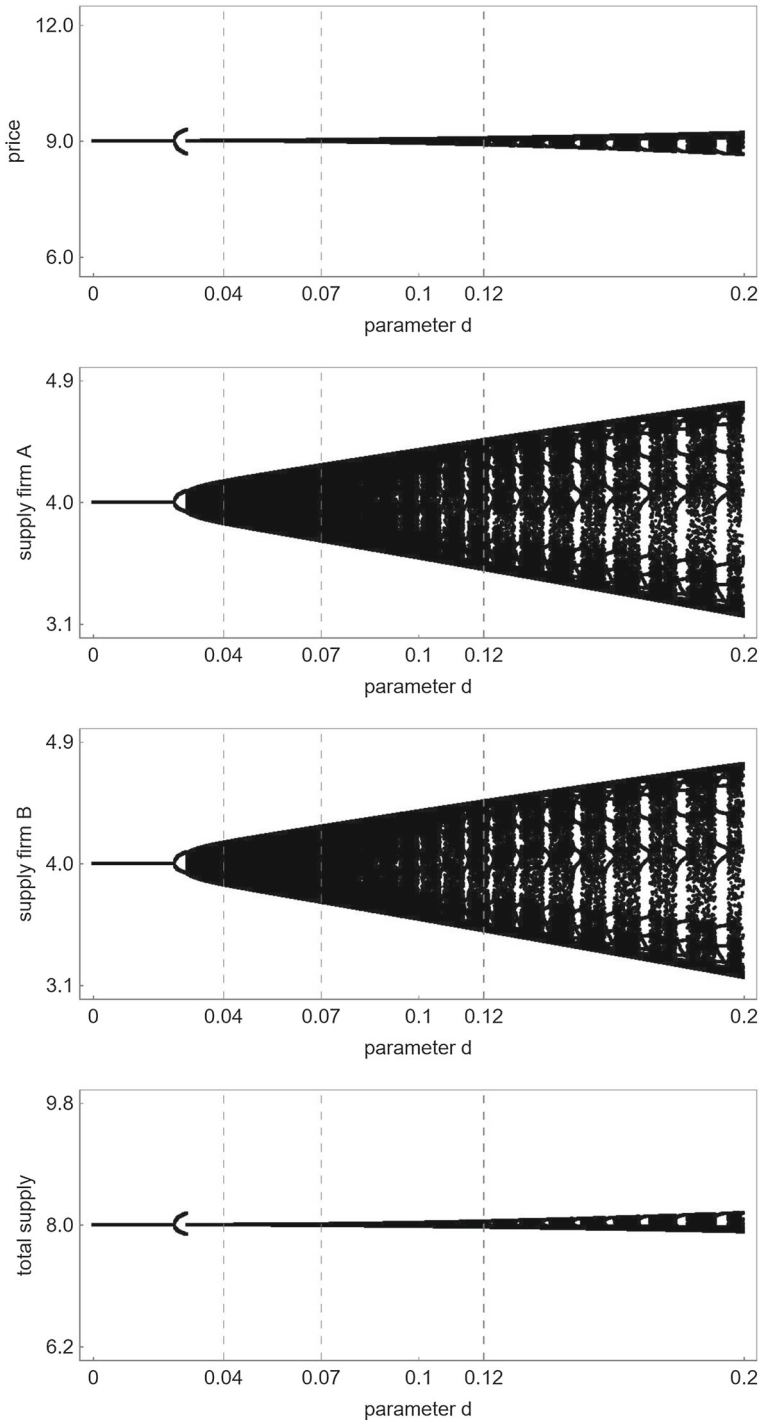 12.0
9.0
6.0
price
0 0.04 0.07 0.1 0.12 0.2
parameter d
4.9
4.0
3.1
supply firm A
0 0.04 0.07 0.1 0.12 0.2
parameter d
4.9
4.0
3.1
supply firm B
0 0.04 0.07 0.1 0.12 0.2
parameter d
9.8
8.0
6.2
total supply
0 0.04 0.07 0.1 0.12 0.2
parameter d